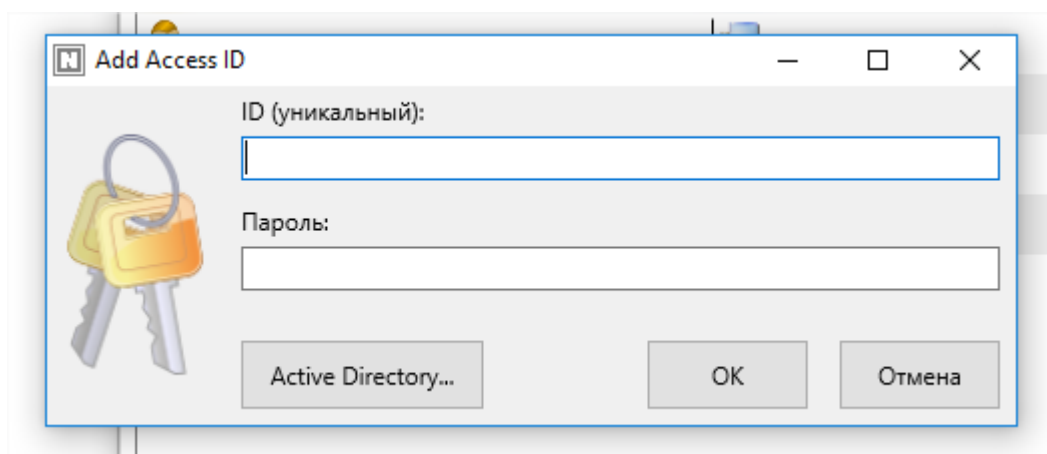 N Add Access ID
ID (уникальный):
Пароль:
Active Directory... OK Отмена